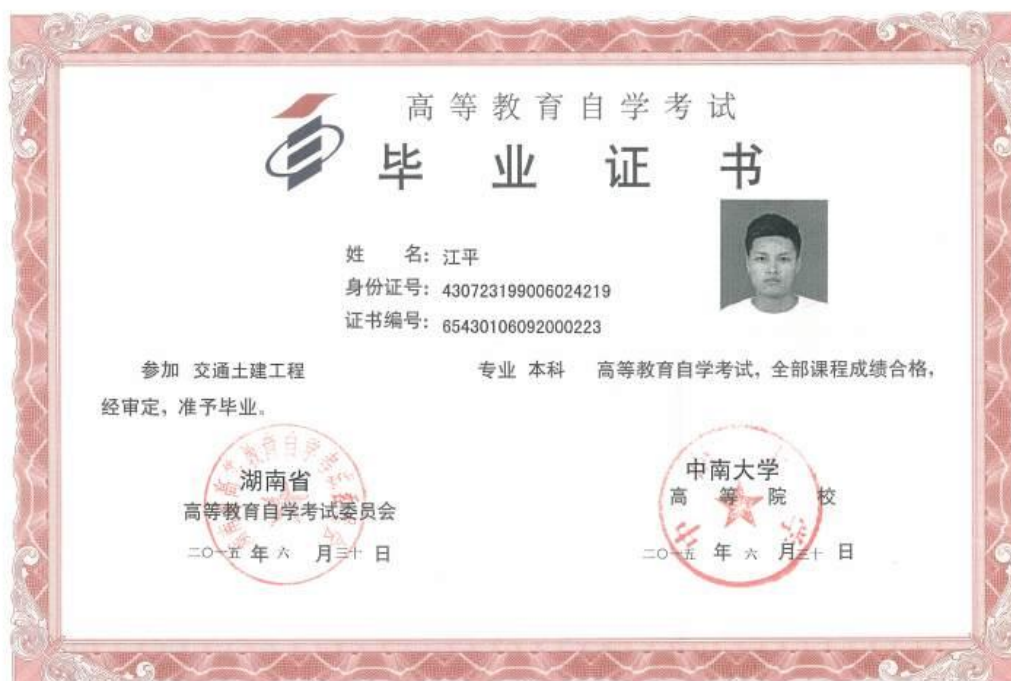 高等教育自学考试
毕业证书
姓 名: 江平
身份证号: 430723199006024219
证书编号: 65430106092000223
参加 交通土建工程 专业 本科 高等教育自学考试, 全部课程成绩合格,
经审定, 准予毕业。
湖南省
高等教育自学考试委员会
二〇一五 年 六 月 三十 日
中南大学
高等院校
二〇一五 年 六 月 三十 日